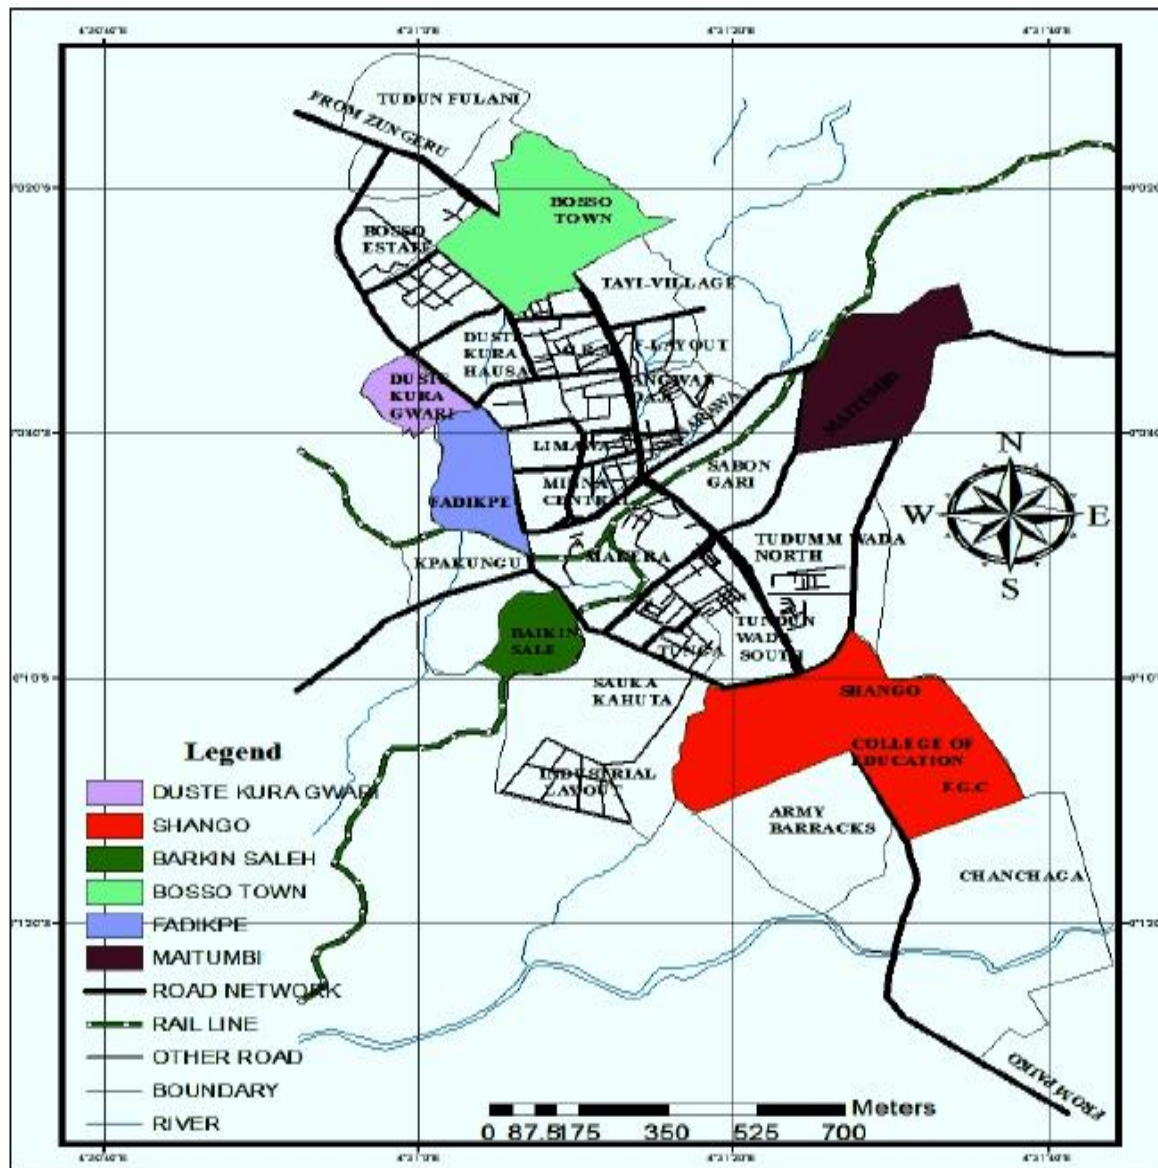 TUDUN FULANI
FROM ZUNGERU
BOSSO
TOWN
BOSSO
ESTATE
TAYI-VILLAGE
DUSTE
KURA
HAUSA
F-LAYOUT
DUSTE
KURA
GWARI
MAITUMBI
LIMAWA
SABON
GARI
MINNA
CENTRAL
FADIKPE
N
W
E
S
MAKERA
TUDUMM WADA
NORTH
KPAKUNGU
BAIKIN
SALE
TUNDUN
WADA
SOUTH
TUNGA
SAUKA
KAHUTA
SHANGO
COLLEGE OF
EDUCATION
F.G.C
INDUSTRIAL
LAYOUT
ARMY
BARRACKS
CHANCHAGA
FROM PAIKO
Legend
DUSTE KURA GWARI
SHANGO
BARKIN SALEH
BOSSO TOWN
FADIKPE
MAITUMBI
ROAD NETWORK
RAIL LINE
OTHER ROAD
BOUNDARY
RIVER
Meters
0 87.5 175 350 525 700